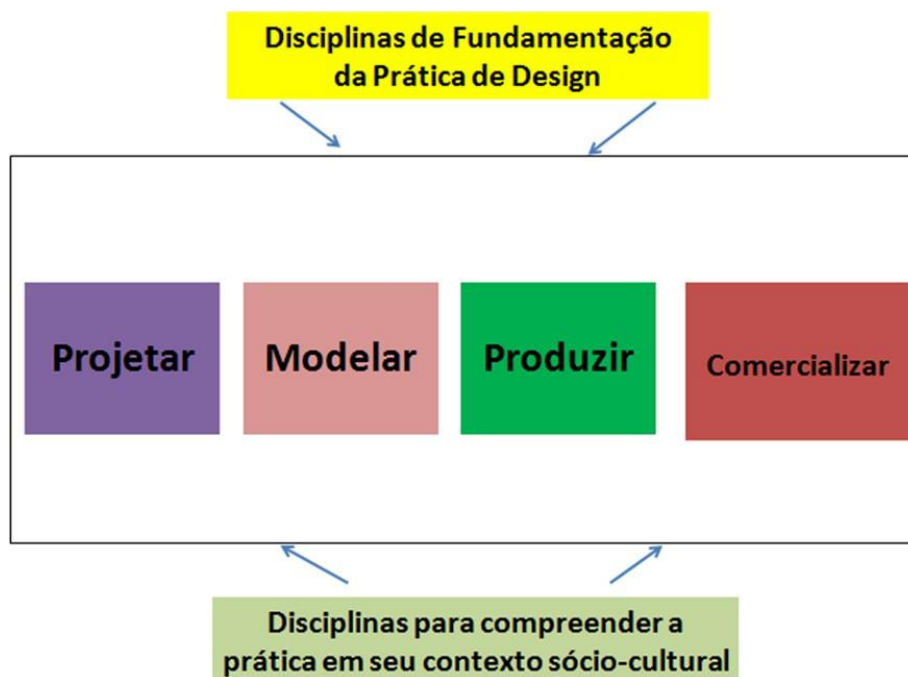 Disciplinas de Fundamentação
da Prática de Design
Projetar
Modelar
Produzir
Comercializar
Disciplinas para compreender a
prática em seu contexto sócio-cultural